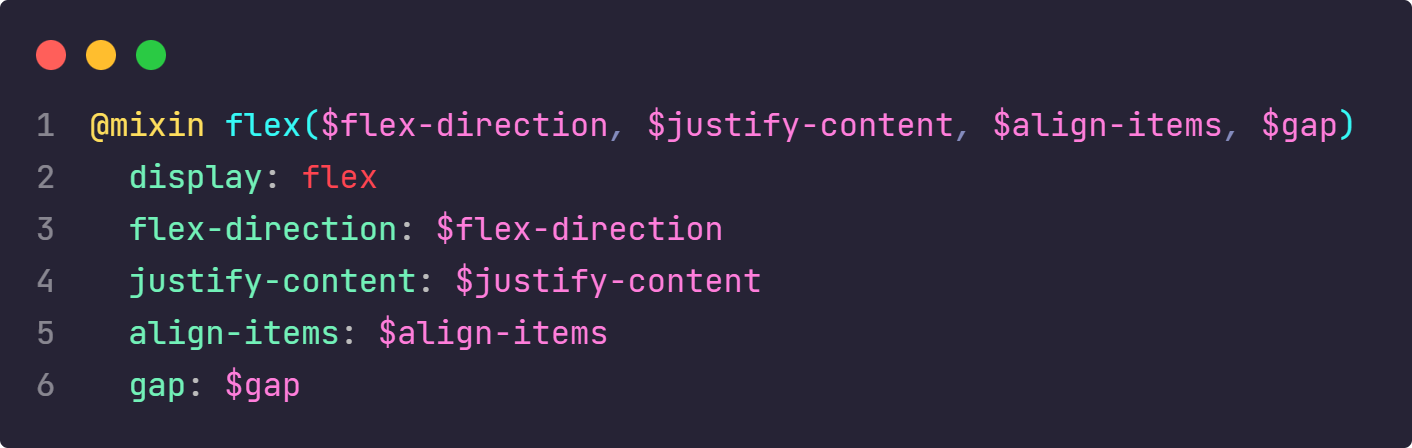 1 @mixin flex($flex-direction, $justify-content, $align-items, $gap)
2   display: flex
3   flex-direction: $flex-direction
4   justify-content: $justify-content
5   align-items: $align-items
6   gap: $gap